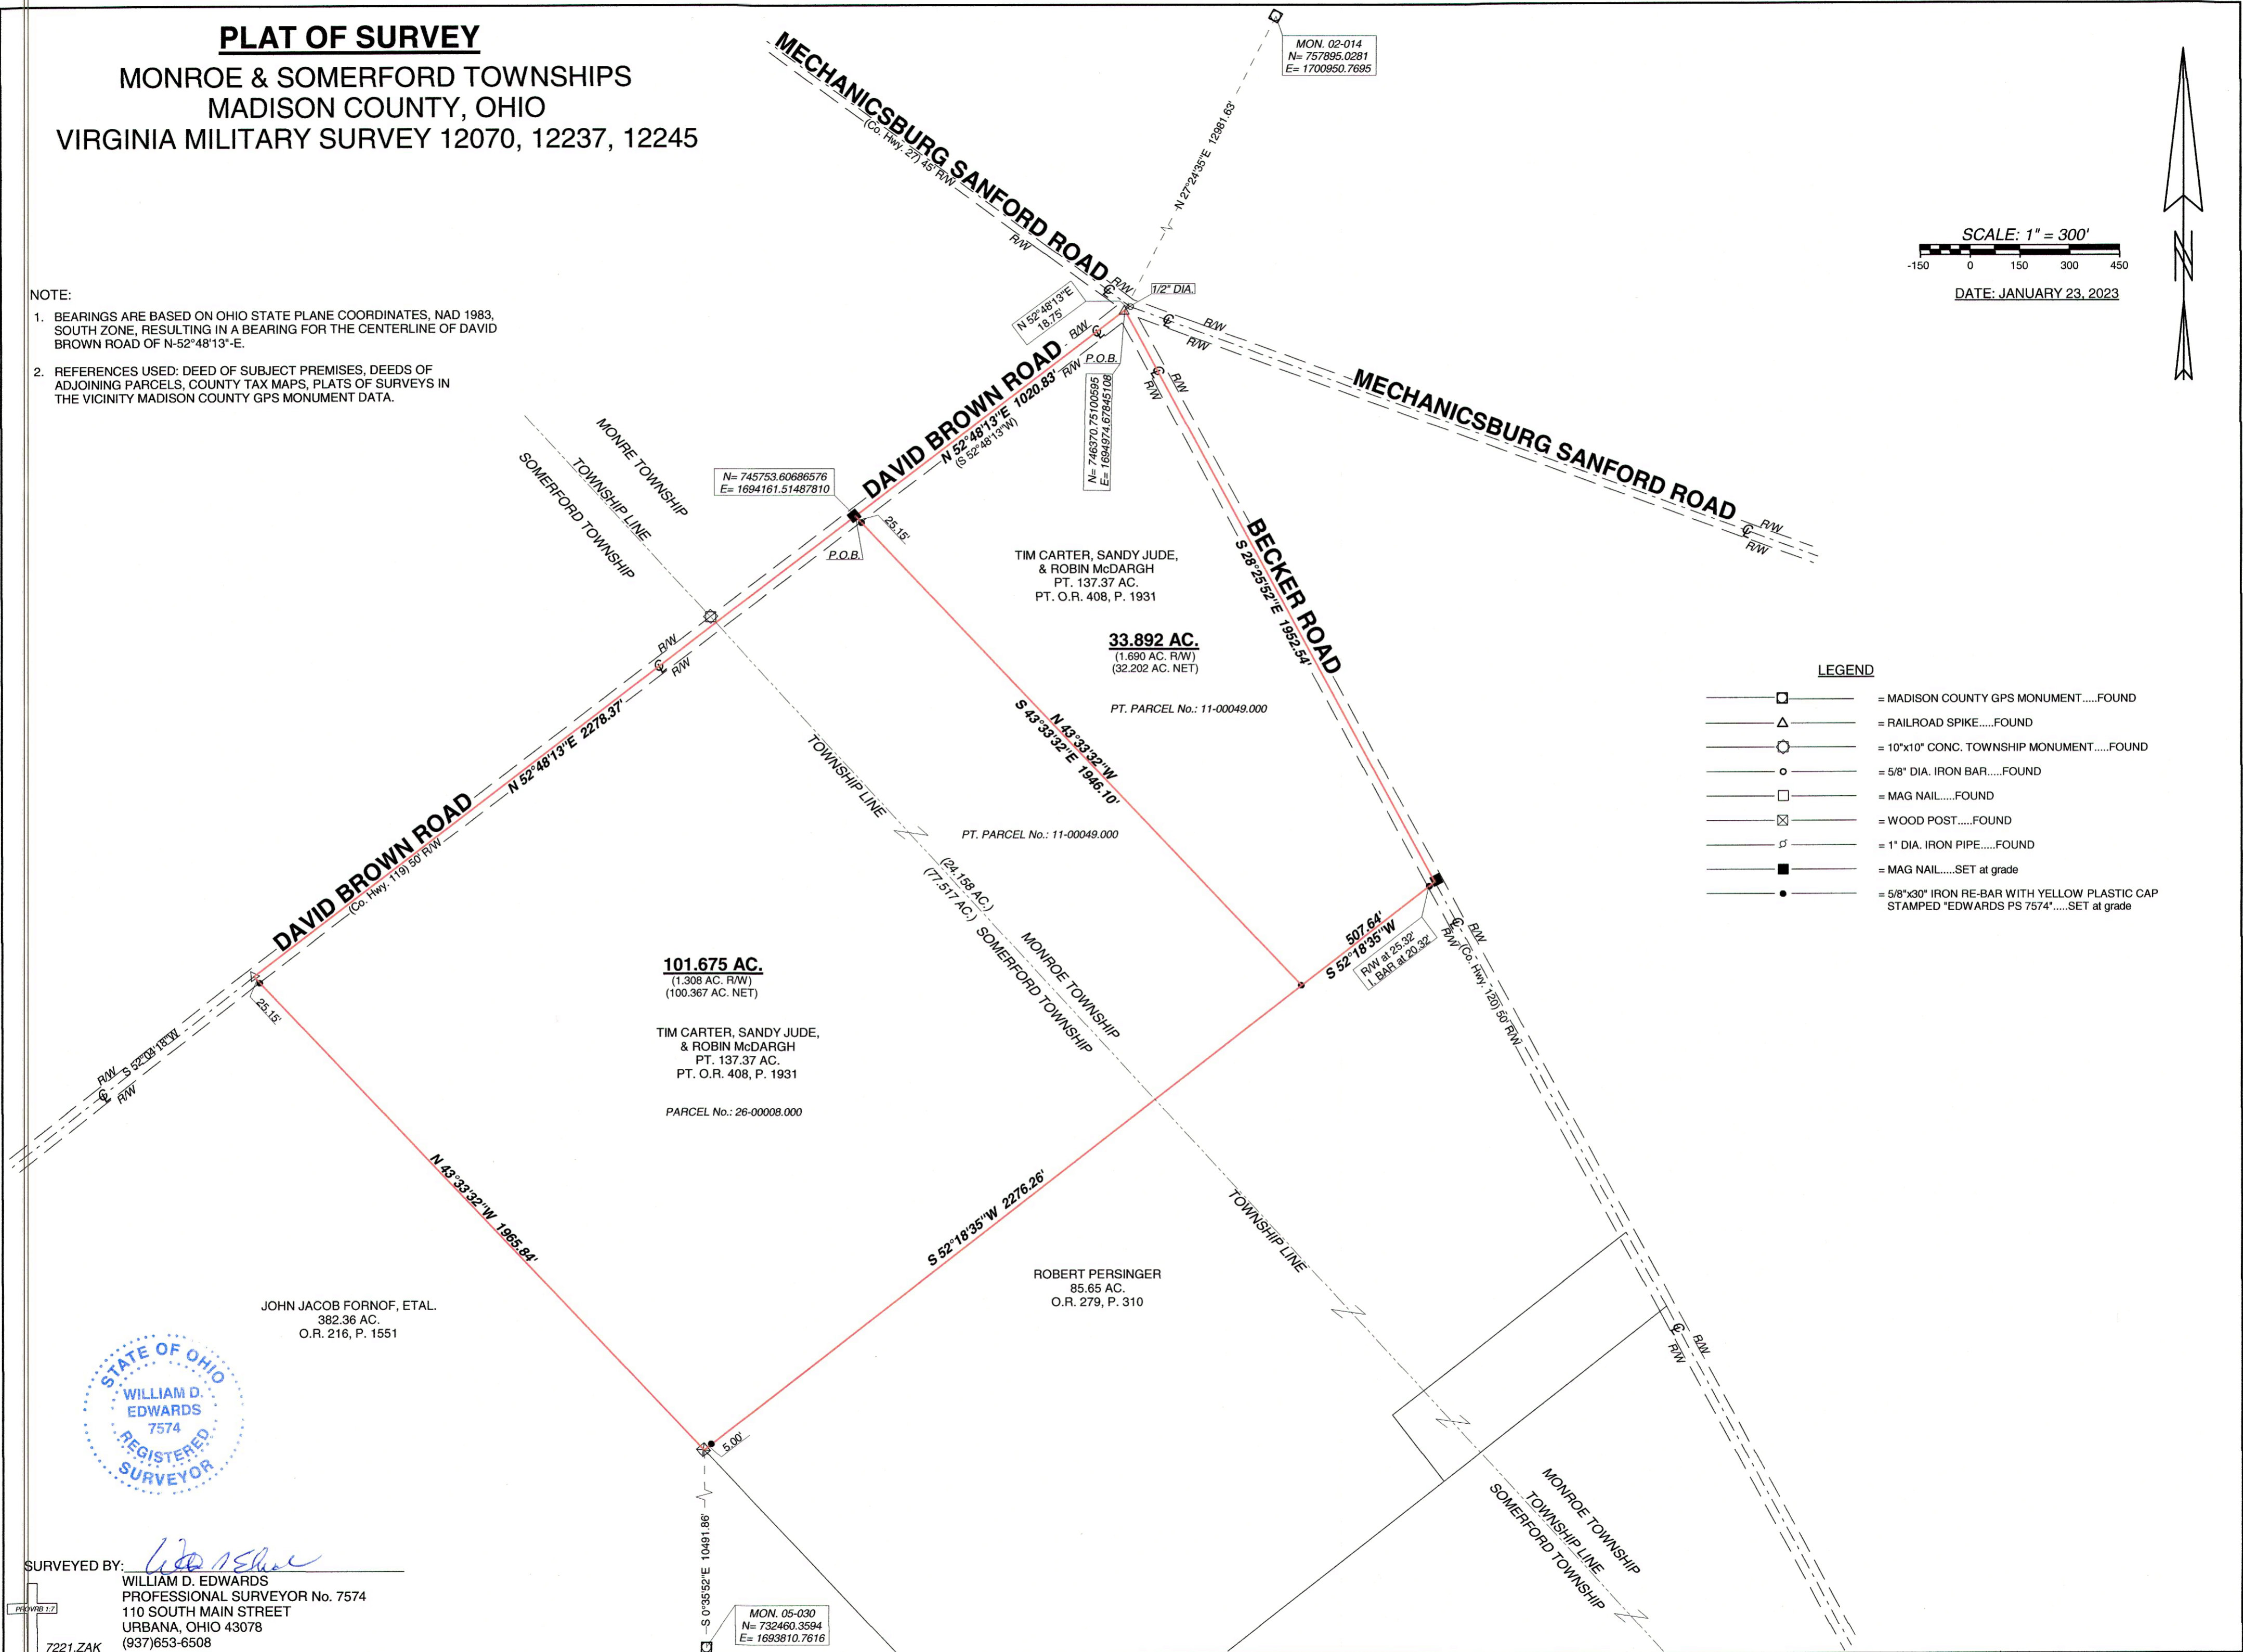 PLAT OF SURVEY
MONROE & SOMERFORD TOWNSHIPS
MADISON COUNTY, OHIO
VIRGINIA MILITARY SURVEY 12070, 12237, 12245
NOTE:
1. BEARINGS ARE BASED ON OHIO STATE PLANE COORDINATES, NAD 1983,
SOUTH ZONE, RESULTING IN A BEARING FOR THE CENTERLINE OF DAVID
BROWN ROAD OF N-52°48'13"-E.
2. REFERENCES USED: DEED OF SUBJECT PREMISES, DEEDS OF
ADJOINING PARCELS, COUNTY TAX MAPS, PLATS OF SURVEYS IN
THE VICINITY MADISON COUNTY GPS MONUMENT DATA.
MON. 02-014
N= 757895.0281
E= 1700950.7695
N 27°24'35"E 12981.63'
MECHANICSBURG SANFORD ROAD
(Co. Hwy. 27) 45' R/W
R/W
R/W
℄
1/2" DIA.
N 52°48'13"E
18.75'
R/W
℄
R/W
P.O.B.
N= 746370.75100595
E= 1694974.67845108
℄
R/W
R/W
℄
R/W
R/W
MECHANICSBURG SANFORD ROAD
℄
R/W
R/W
N
SCALE: 1" = 300'
-150 0 150 300 450
DATE: JANUARY 23, 2023
DAVID BROWN ROAD
N 52°48'13"E 1020.83'
(S 52°48'13"W)
N= 745753.60686576
E= 1694161.51487810
P.O.B.
25.15'
MONRE TOWNSHIP
TOWNSHIP LINE
SOMERFORD TOWNSHIP
TIM CARTER, SANDY JUDE,
& ROBIN McDARGH
PT. 137.37 AC.
PT. O.R. 408, P. 1931
33.892 AC.
(1.690 AC. R/W)
(32.202 AC. NET)
PT. PARCEL No.: 11-00049.000
BECKER ROAD
S 28°25'52"E 1952.54'
N 43°33'32"W
S 43°33'32"E 1946.10'
LEGEND
= MADISON COUNTY GPS MONUMENT.....FOUND
= RAILROAD SPIKE.....FOUND
= 10"x10" CONC. TOWNSHIP MONUMENT.....FOUND
= 5/8" DIA. IRON BAR.....FOUND
= MAG NAIL.....FOUND
= WOOD POST.....FOUND
= 1" DIA. IRON PIPE.....FOUND
= MAG NAIL.....SET at grade
= 5/8"x30" IRON RE-BAR WITH YELLOW PLASTIC CAP
STAMPED "EDWARDS PS 7574".....SET at grade
R/W
℄
R/W
N 52°48'13"E 2278.37'
DAVID BROWN ROAD
(Co. Hwy. 119) 50' R/W
TOWNSHIP LINE
PT. PARCEL No.: 11-00049.000
(24.158 AC.)
(77.517 AC.)
MONROE TOWNSHIP
SOMERFORD TOWNSHIP
507.64'
S 52°18'35"W
R/W at 25.32'
I. BAR at 20.32'
℄
R/W
R/W
(Co. Hwy. 120) 50' R/W
101.675 AC.
(1.308 AC. R/W)
(100.367 AC. NET)
TIM CARTER, SANDY JUDE,
& ROBIN McDARGH
PT. 137.37 AC.
PT. O.R. 408, P. 1931
PARCEL No.: 26-00008.000
25.15'
S 52°04'18"W
R/W
℄
R/W
N 43°33'32"W 1965.84'
S 52°18'35"W 2276.26'
TOWNSHIP LINE
ROBERT PERSINGER
85.65 AC.
O.R. 279, P. 310
JOHN JACOB FORNOF, ETAL.
382.36 AC.
O.R. 216, P. 1551
℄
R/W
R/W
5.00'
S 0°35'52"E 10491.86'
MON. 05-030
N= 732460.3594
E= 1693810.7616
MONROE TOWNSHIP
TOWNSHIP LINE
SOMERFORD TOWNSHIP
STATE OF OHIO
WILLIAM D.
EDWARDS
7574
REGISTERED
SURVEYOR
SURVEYED BY:
WILLIAM D. EDWARDS
PROFESSIONAL SURVEYOR No. 7574
110 SOUTH MAIN STREET
URBANA, OHIO 43078
(937)653-6508
PROVRB 1:7
7221.ZAK